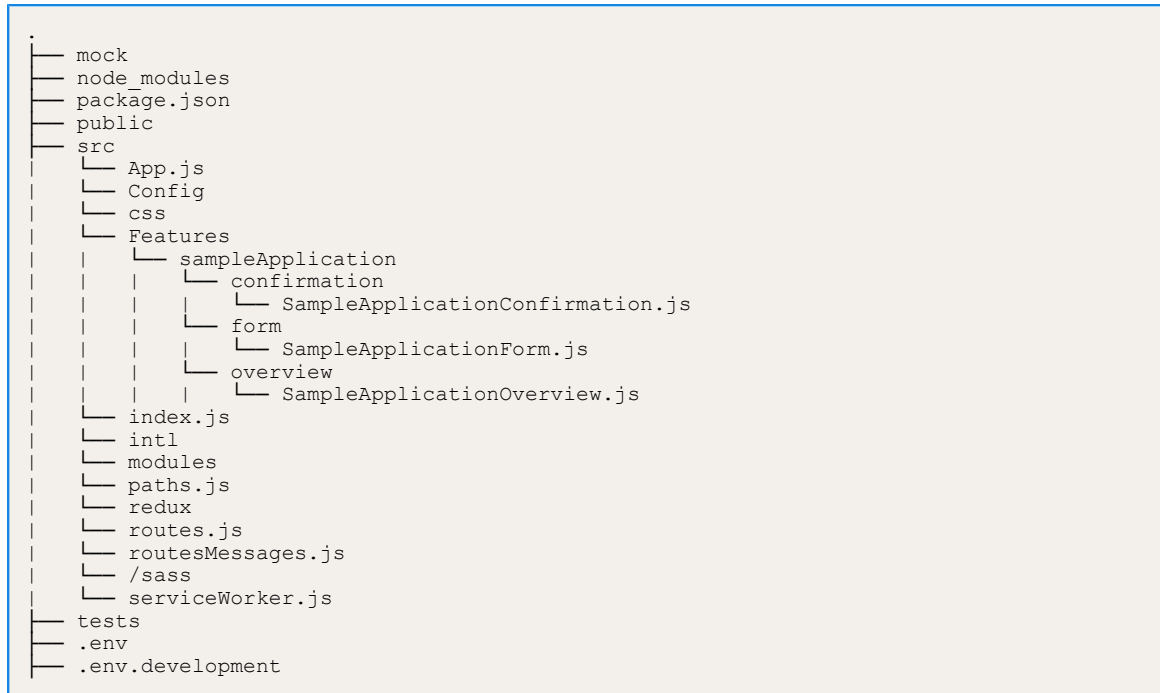 .
├── mock
├── node_modules
├── package.json
├── public
├── src
|   └── App.js
|   └── Config
|   └── css
|   └── Features
|   |   └── sampleApplication
|   |   |   └── confirmation
|   |   |   |   └── SampleApplicationConfirmation.js
|   |   |   └── form
|   |   |   |   └── SampleApplicationForm.js
|   |   |   └── overview
|   |   |   |   └── SampleApplicationOverview.js
|   └── index.js
|   └── intl
|   └── modules
|   └── paths.js
|   └── redux
|   └── routes.js
|   └── routesMessages.js
|   └── /sass
|   └── serviceWorker.js
├── tests
├── .env
├── .env.development